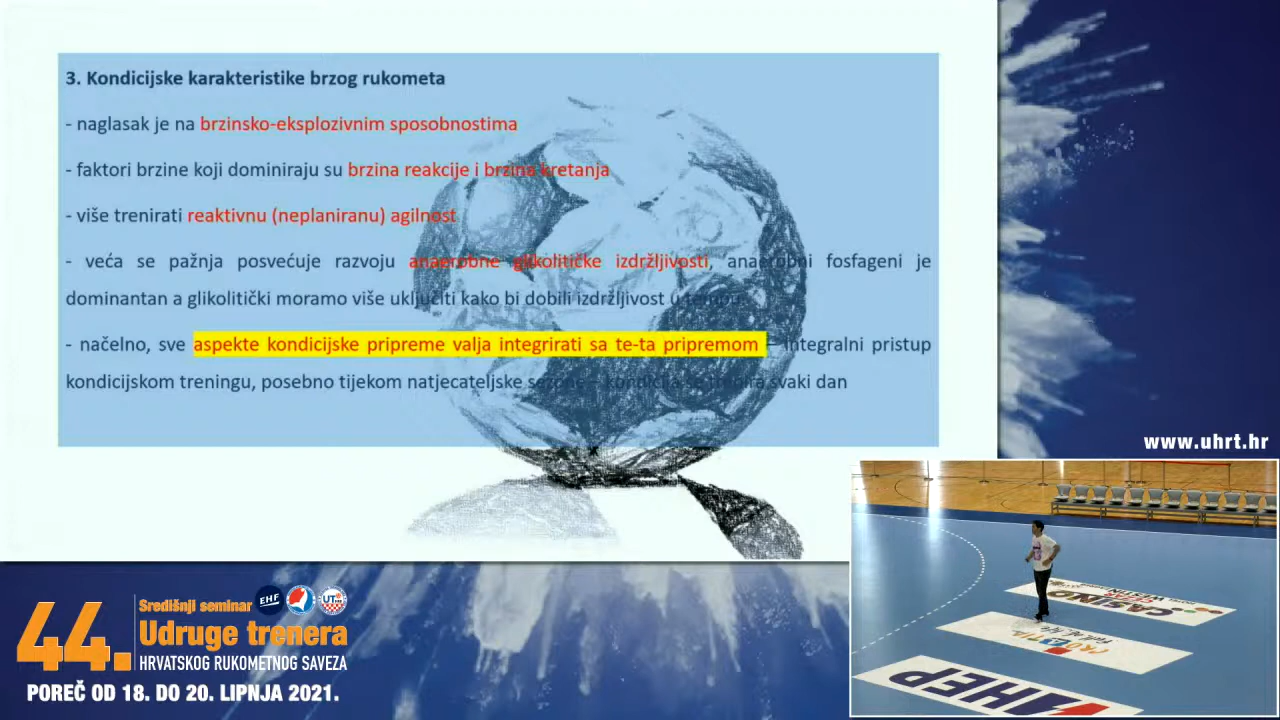 3. Kondicijske karakteristike brzog rukometa
- naglasak je na brzinsko-eksplozivnim sposobnostima
- faktori brzine koji dominiraju su brzina reakcije i brzina kretanja
- više trenirati reaktivnu (neplaniranu) agilnost
- veća se pažnja posvećuje razvoju anaerobne glikolitičke izdržljivosti, anaerobni fosfageni je
dominantan a glikolitički moramo više uključiti kako bi dobili izdržljivost u tempu
- načelno, sve aspekte kondicijske pripreme valja integrirati sa te-ta pripremom – integralni pristup
kondicijskom treningu, posebno tijekom natjecateljske sezone – kondicija se trenira svaki dan
www.uhrt.hr
CASINO
HEP
44.
Središnji seminar
EHF
UT
Udruge trenera
HRVATSKOG RUKOMETNOG SAVEZA
POREČ OD 18. DO 20. LIPNJA 2021.